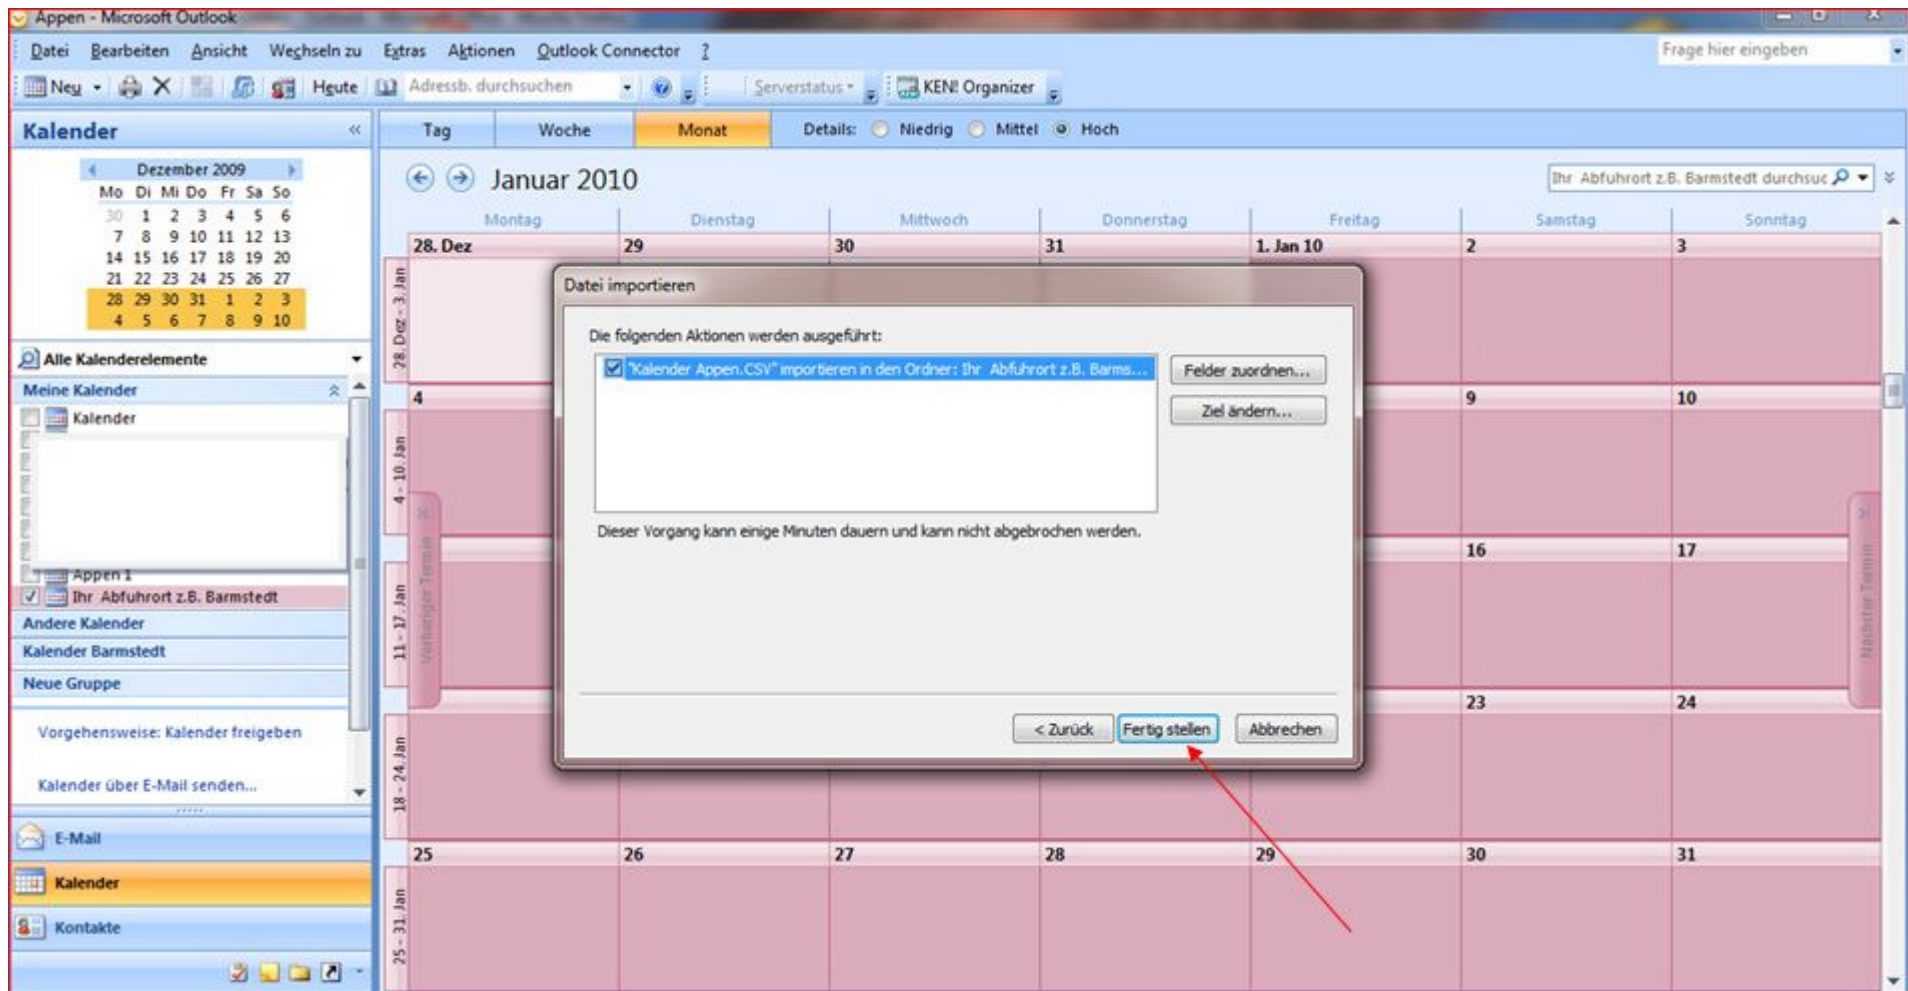 Appen - Microsoft Outlook
Datei Bearbeiten Ansicht Wechseln zu Extras Aktionen Outlook Connector ? Frage hier eingeben
Neu Heute Adressb. durchsuchen Serverstatus KEN! Organizer
Kalender «
Tag Woche Monat Details: Niedrig Mittel Hoch
Dezember 2009
Mo Di Mi Do Fr Sa So
30 1 2 3 4 5 6
7 8 9 10 11 12 13
14 15 16 17 18 19 20
21 22 23 24 25 26 27
28 29 30 31 1 2 3
4 5 6 7 8 9 10
Alle Kalenderelemente
Meine Kalender
Kalender
Appen 1
Ihr Abfuhrort z.B. Barmstedt
Andere Kalender
Kalender Barmstedt
Neue Gruppe
Vorgehensweise: Kalender freigeben
Kalender über E-Mail senden...
E-Mail
Kalender
Kontakte
Januar 2010
Ihr Abfuhrort z.B. Barmstedt durchsuc
Montag Dienstag Mittwoch Donnerstag Freitag Samstag Sonntag
28. Dez 29 30 31 1. Jan 10 2 3
28. Dez - 3. Jan
4 9 10
4 - 10. Jan
16 17
11 - 17. Jan
23 24
18 - 24. Jan
25 26 27 28 29 30 31
25 - 31. Jan
Vorheriger Termin
Nächster Termin
Datei importieren
Die folgenden Aktionen werden ausgeführt:
"Kalender Appen.CSV" importieren in den Ordner: Ihr Abfuhrort z.B. Barms...
Felder zuordnen...
Ziel ändern...
Dieser Vorgang kann einige Minuten dauern und kann nicht abgebrochen werden.
< Zurück Fertig stellen Abbrechen